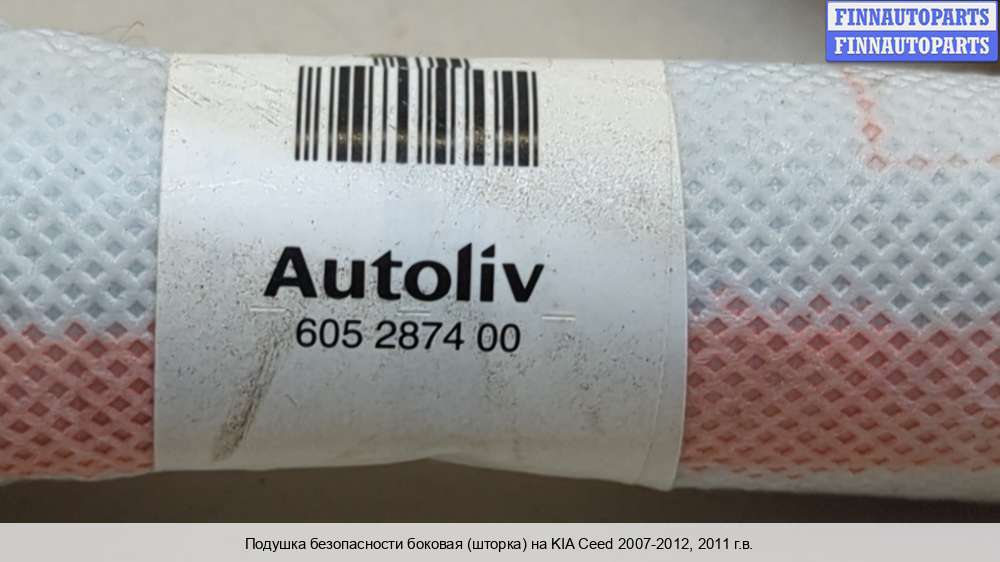 FINNAUTOPARTS
FINNAUTOPARTS
Autoliv
605 2874 00
Подушка безопасности боковая (шторка) на KIA Ceed 2007-2012, 2011 г.в.